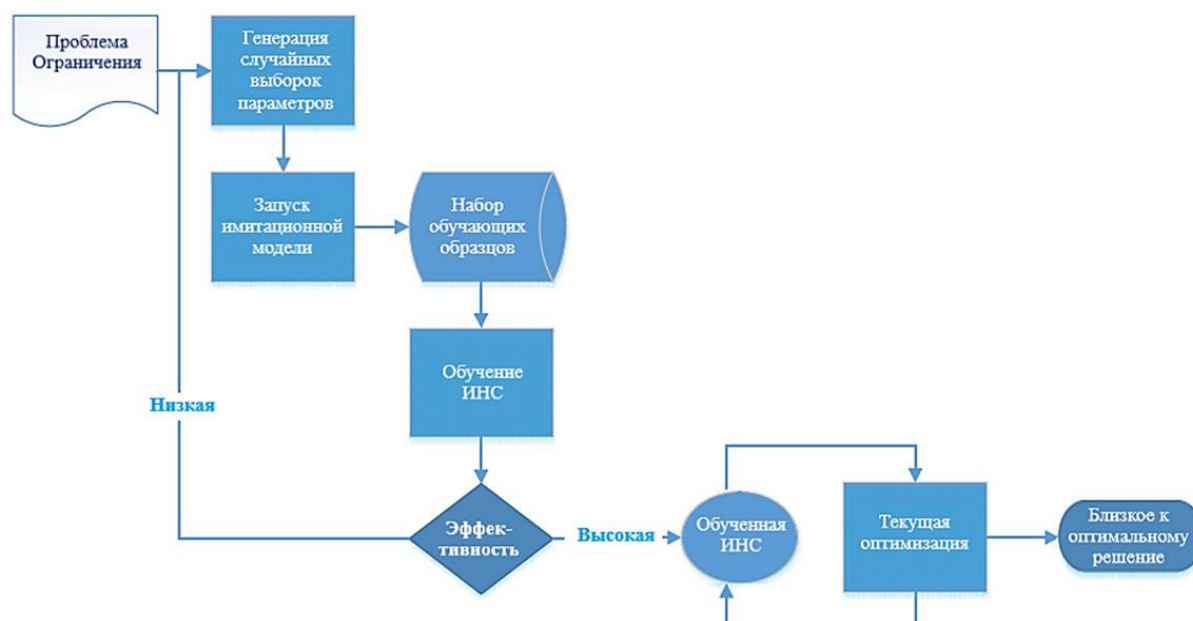 Проблема
Ограничения
Генерация
случайных
выборок
параметров
Запуск
имитационной
модели
Набор
обучающих
образцов
Обучение
ИНС
Низкая
Эффек-
тивность
Высокая
Обученная
ИНС
Текущая
оптимизация
Близкое к
оптимальному
решение